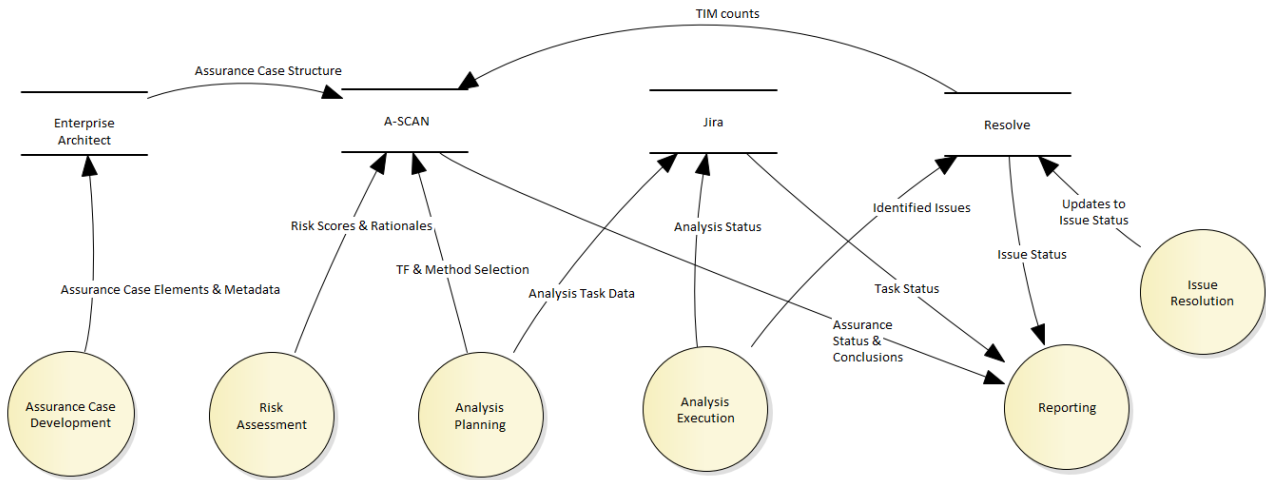 TIM counts
Assurance Case Structure
Enterprise
Architect
A-SCAN
Jira
Resolve
Risk Scores & Rationales
Analysis Status
Identified Issues
Updates to
Issue Status
Issue Status
TF & Method Selection
Assurance Case Elements & Metadata
Analysis Task Data
Task Status
Assurance
Status &
Conclusions
Issue
Resolution
Assurance Case
Development
Risk
Assessment
Analysis
Planning
Analysis
Execution
Reporting